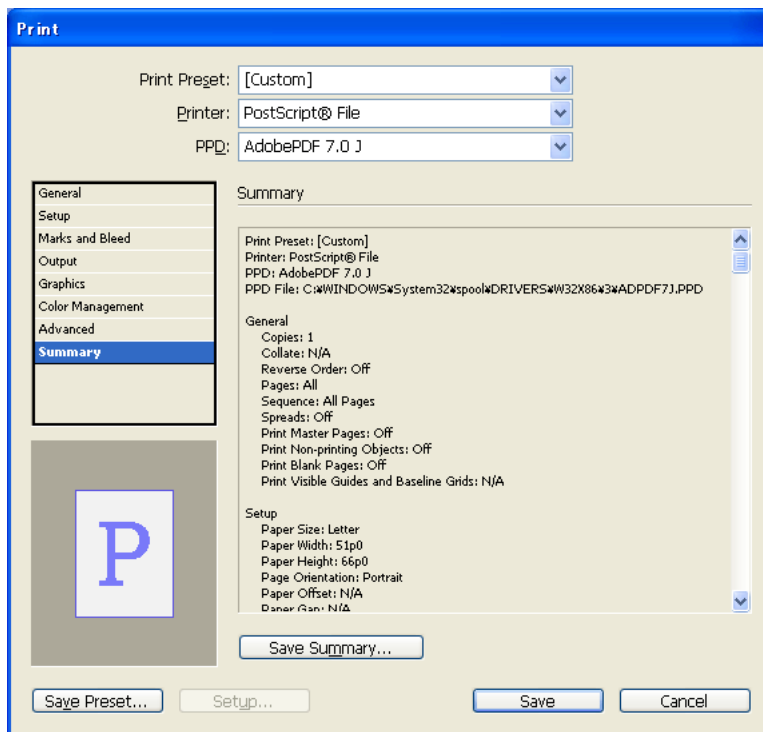 Print
Print Preset: [Custom]
Printer: PostScript® File
PPD: AdobePDF 7.0 J
General
Setup
Marks and Bleed
Output
Graphics
Color Management
Advanced
Summary
Summary
Print Preset: [Custom]
Printer: PostScript® File
PPD: AdobePDF 7.0 J
PPD File: C:¥WINDOWS¥System32¥spool¥DRIVERS¥W32X86¥3¥ADPDF7J.PPD
General
Copies: 1
Collate: N/A
Reverse Order: Off
Pages: All
Sequence: All Pages
Spreads: Off
Print Master Pages: Off
Print Non-printing Objects: Off
Print Blank Pages: Off
Print Visible Guides and Baseline Grids: N/A
Setup
Paper Size: Letter
Paper Width: 51p0
Paper Height: 66p0
Page Orientation: Portrait
Paper Offset: N/A
Paper Gap: N/A
P
Save Summary...
Save Preset... Setup... Save Cancel